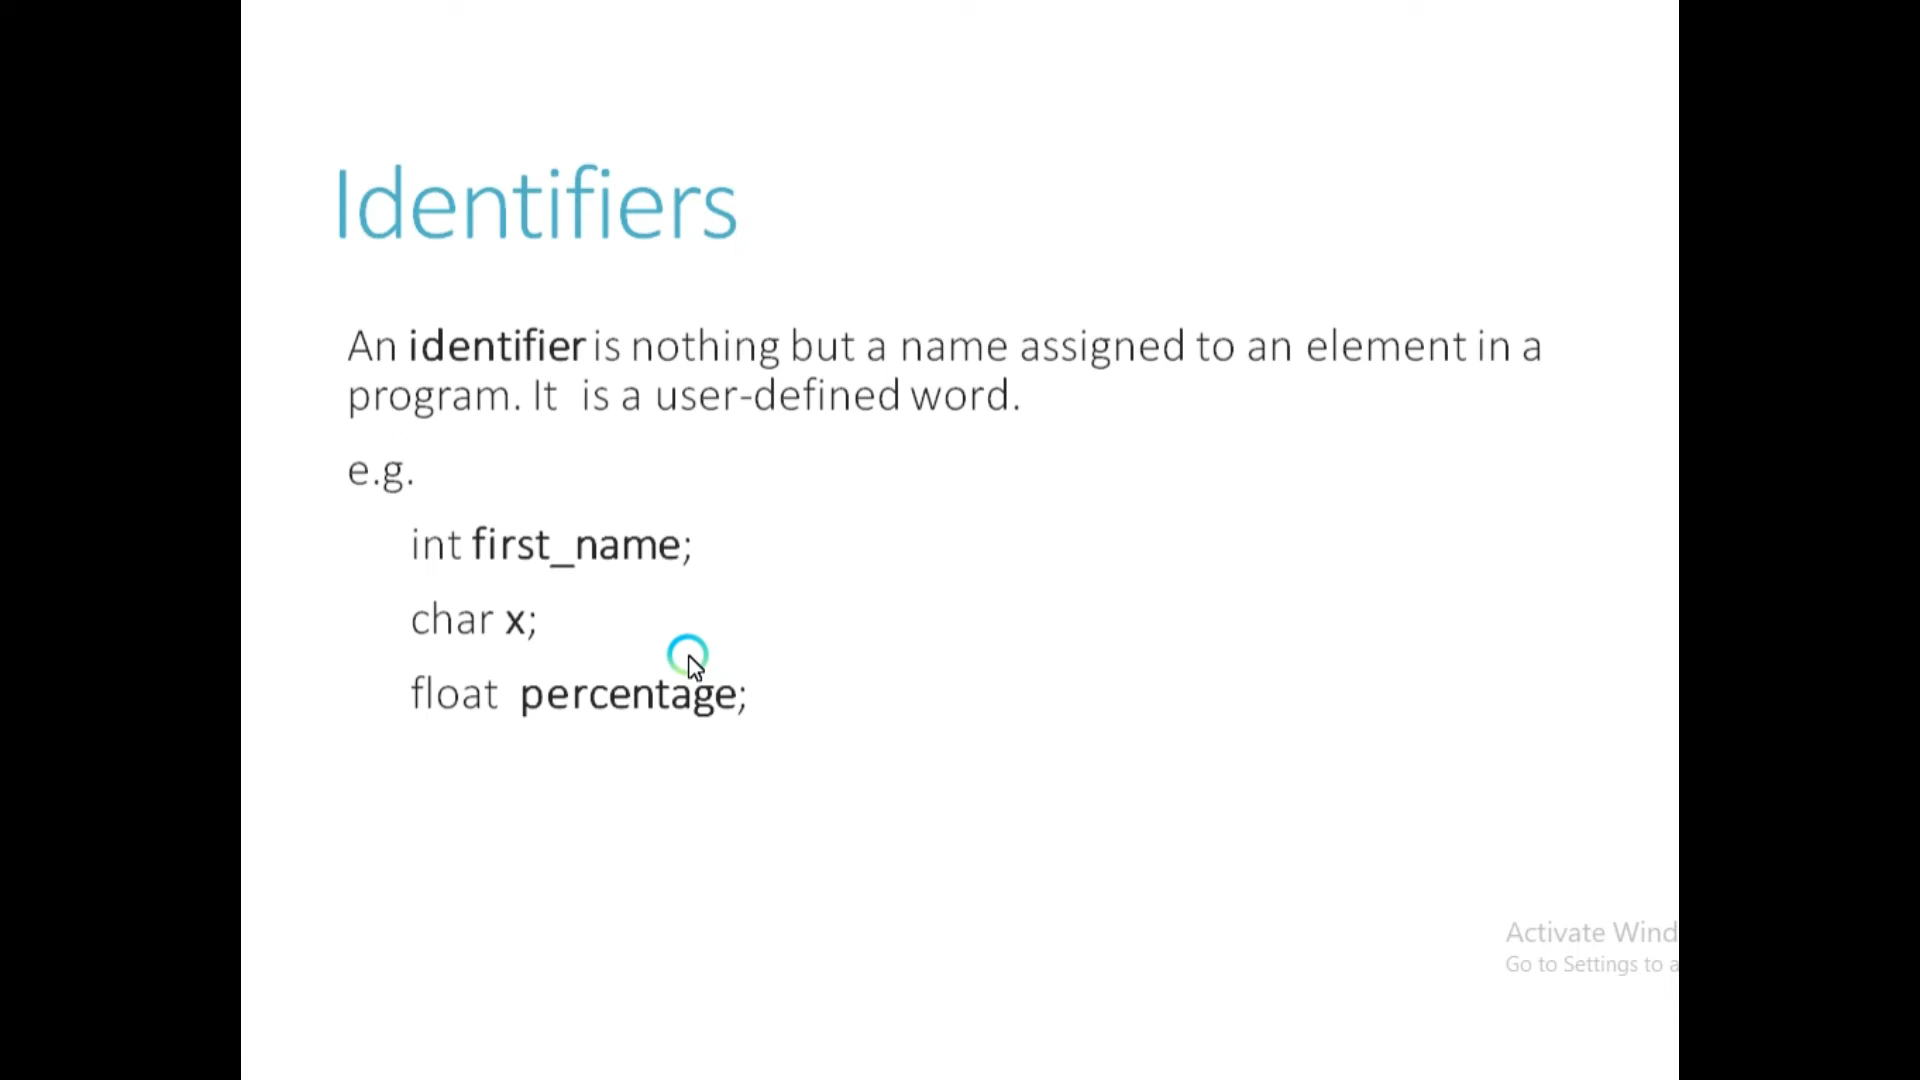 Identifiers
An identifier is nothing but a name assigned to an element in a
program. It is a user-defined word.
e.g.
int first_name;
char x;
float percentage;
Activate Wind
Go to Settings to a